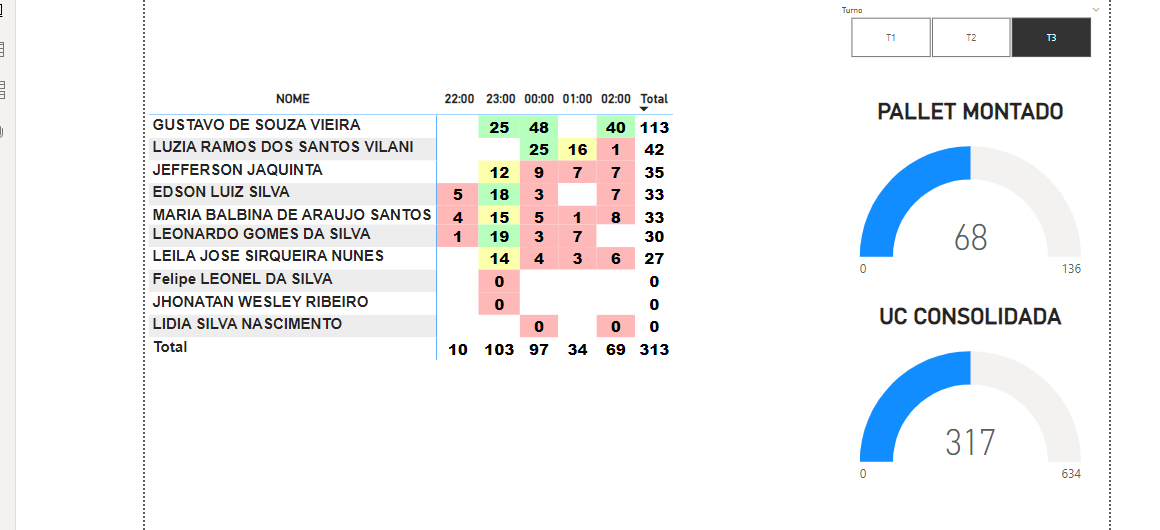 Turno
T1 T2 T3
NOME 22:00 23:00 00:00 01:00 02:00 Total
GUSTAVO DE SOUZA VIEIRA 25 48 40 113
LUZIA RAMOS DOS SANTOS VILANI 25 16 1 42
JEFFERSON JAQUINTA 12 9 7 7 35
EDSON LUIZ SILVA 5 18 3 7 33
MARIA BALBINA DE ARAUJO SANTOS 4 15 5 1 8 33
LEONARDO GOMES DA SILVA 1 19 3 7 30
LEILA JOSE SIRQUEIRA NUNES 14 4 3 6 27
Felipe LEONEL DA SILVA 0 0
JHONATAN WESLEY RIBEIRO 0 0
LIDIA SILVA NASCIMENTO 0 0 0
Total 10 103 97 34 69 313
PALLET MONTADO
68
0 136
UC CONSOLIDADA
317
0 634